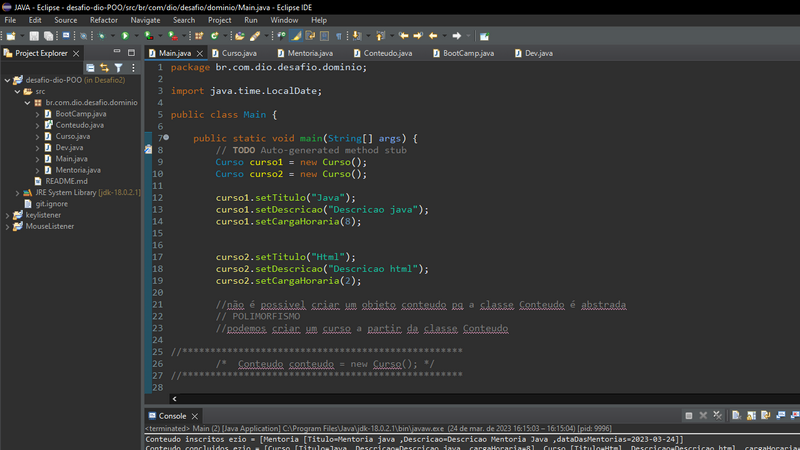 JAVA - Eclipse - desafio-dio-POO/src/br/com/dio/desafio/dominio/Main.java - Eclipse IDE
File Edit Source Refactor Navigate Search Project Run Window Help
Project Explorer
desafio-dio-POO (in Desafio2)
src
br.com.dio.desafio.dominio
BootCamp.java
Conteudo.java
Curso.java
Dev.java
Main.java
Mentoria.java
README.md
JRE System Library [jdk-18.0.2.1]
git.ignore
keylistener
MouseListener
Main.java Curso.java Mentoria.java Conteudo.java BootCamp.java Dev.java
1 package br.com.dio.desafio.dominio;
2
3 import java.time.LocalDate;
4
5 public class Main {
6
7 public static void main(String[] args) {
8 // TODO Auto-generated method stub
9 Curso curso1 = new Curso();
10 Curso curso2 = new Curso();
11
12 curso1.setTitulo("Java");
13 curso1.setDescricao("Descricao java");
14 curso1.setCargaHoraria(8);
15
16
17 curso2.setTitulo("Html");
18 curso2.setDescricao("Descricao html");
19 curso2.setCargaHoraria(2);
20
21 //não é possivel criar um objeto conteudo pq a classe Conteudo é abstrada
22 // POLIMORFISMO
23 //podemos criar um curso a partir da classe Conteudo
24
25 //************************************************
26 /* Conteudo conteudo = new Curso(); */
27 //************************************************
28
Console
<terminated> Main (2) [Java Application] C:\Program Files\Java\jdk-18.0.2.1\bin\javaw.exe (24 de mar. de 2023 16:15:03 – 16:15:04) [pid: 9996]
Conteudo inscritos ezio = [Mentoria [Titulo=Mentoria java ,Descricao=Descricao Mentoria Java ,dataDasMentorias=2023-03-24]]
Conteudo concluidos ezio = [Curso [Titulo=Java, Descricao=Descricao java, cargaHoraria=8], Curso [Titulo=Html, Descricao=Descricao html, cargaHoraria=